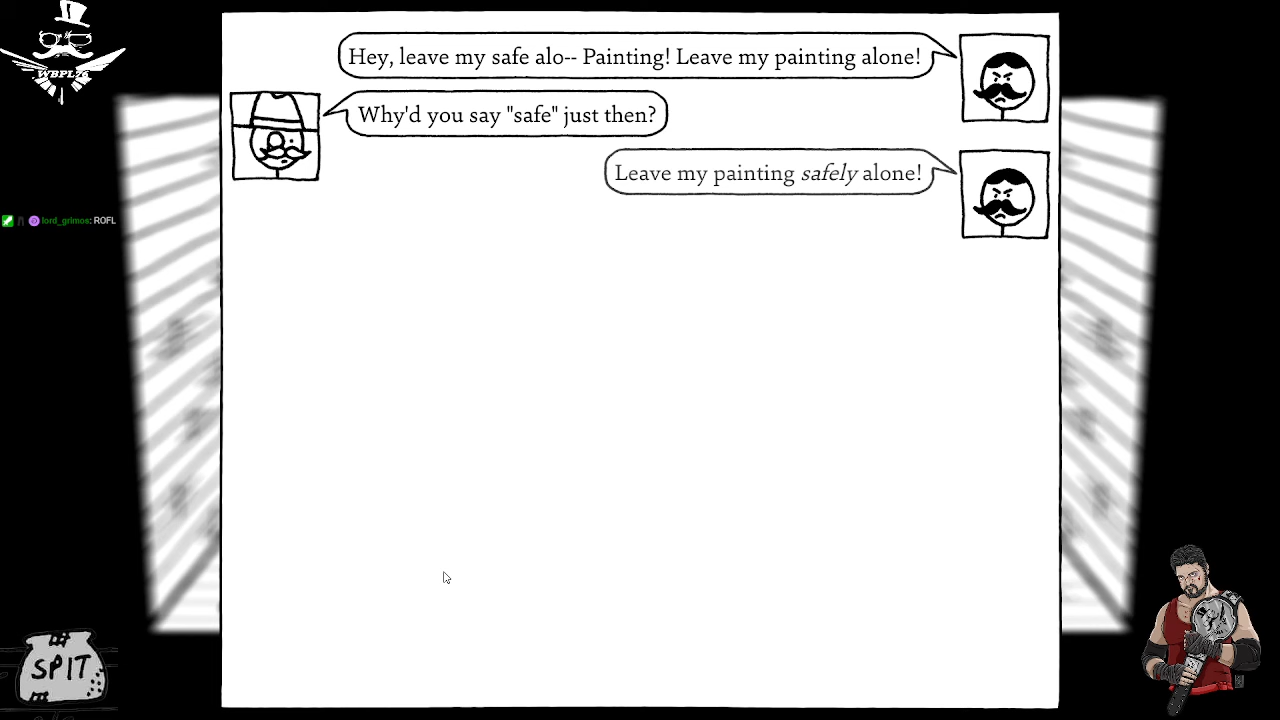 Hey, leave my safe alo-- Painting! Leave my painting alone!
WBPL76
Why'd you say "safe" just then?
Leave my painting safely alone!
lord_grimos: ROFL
SPIT